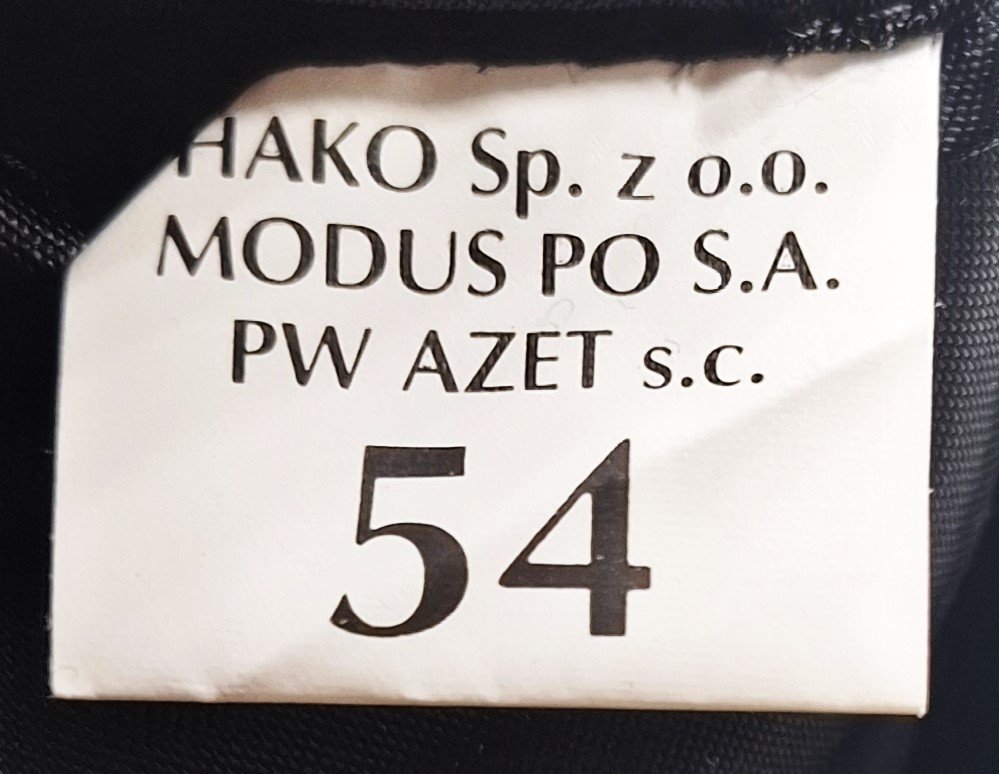 HAKO Sp. z o.o.
MODUS PO S.A.
PW AZET s.c.
54